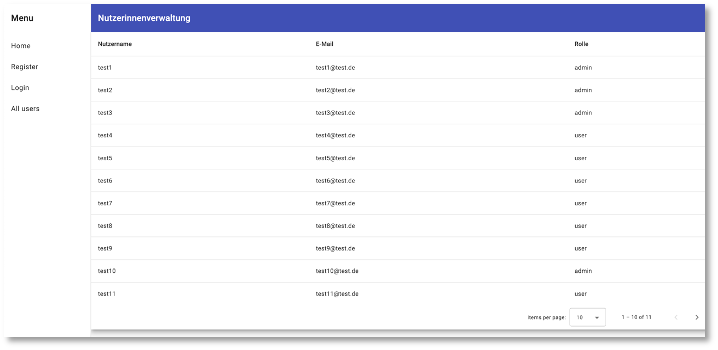 Menu
Nutzerinnenverwaltung
Home
Register
Login
All users
Nutzername E-Mail Rolle
test1 test1@test.de admin
test2 test2@test.de admin
test3 test3@test.de admin
test4 test4@test.de user
test5 test5@test.de user
test6 test6@test.de user
test7 test7@test.de user
test8 test8@test.de user
test9 test9@test.de user
test10 test10@test.de admin
test11 test11@test.de user
Items per page: 10 1 – 10 of 11